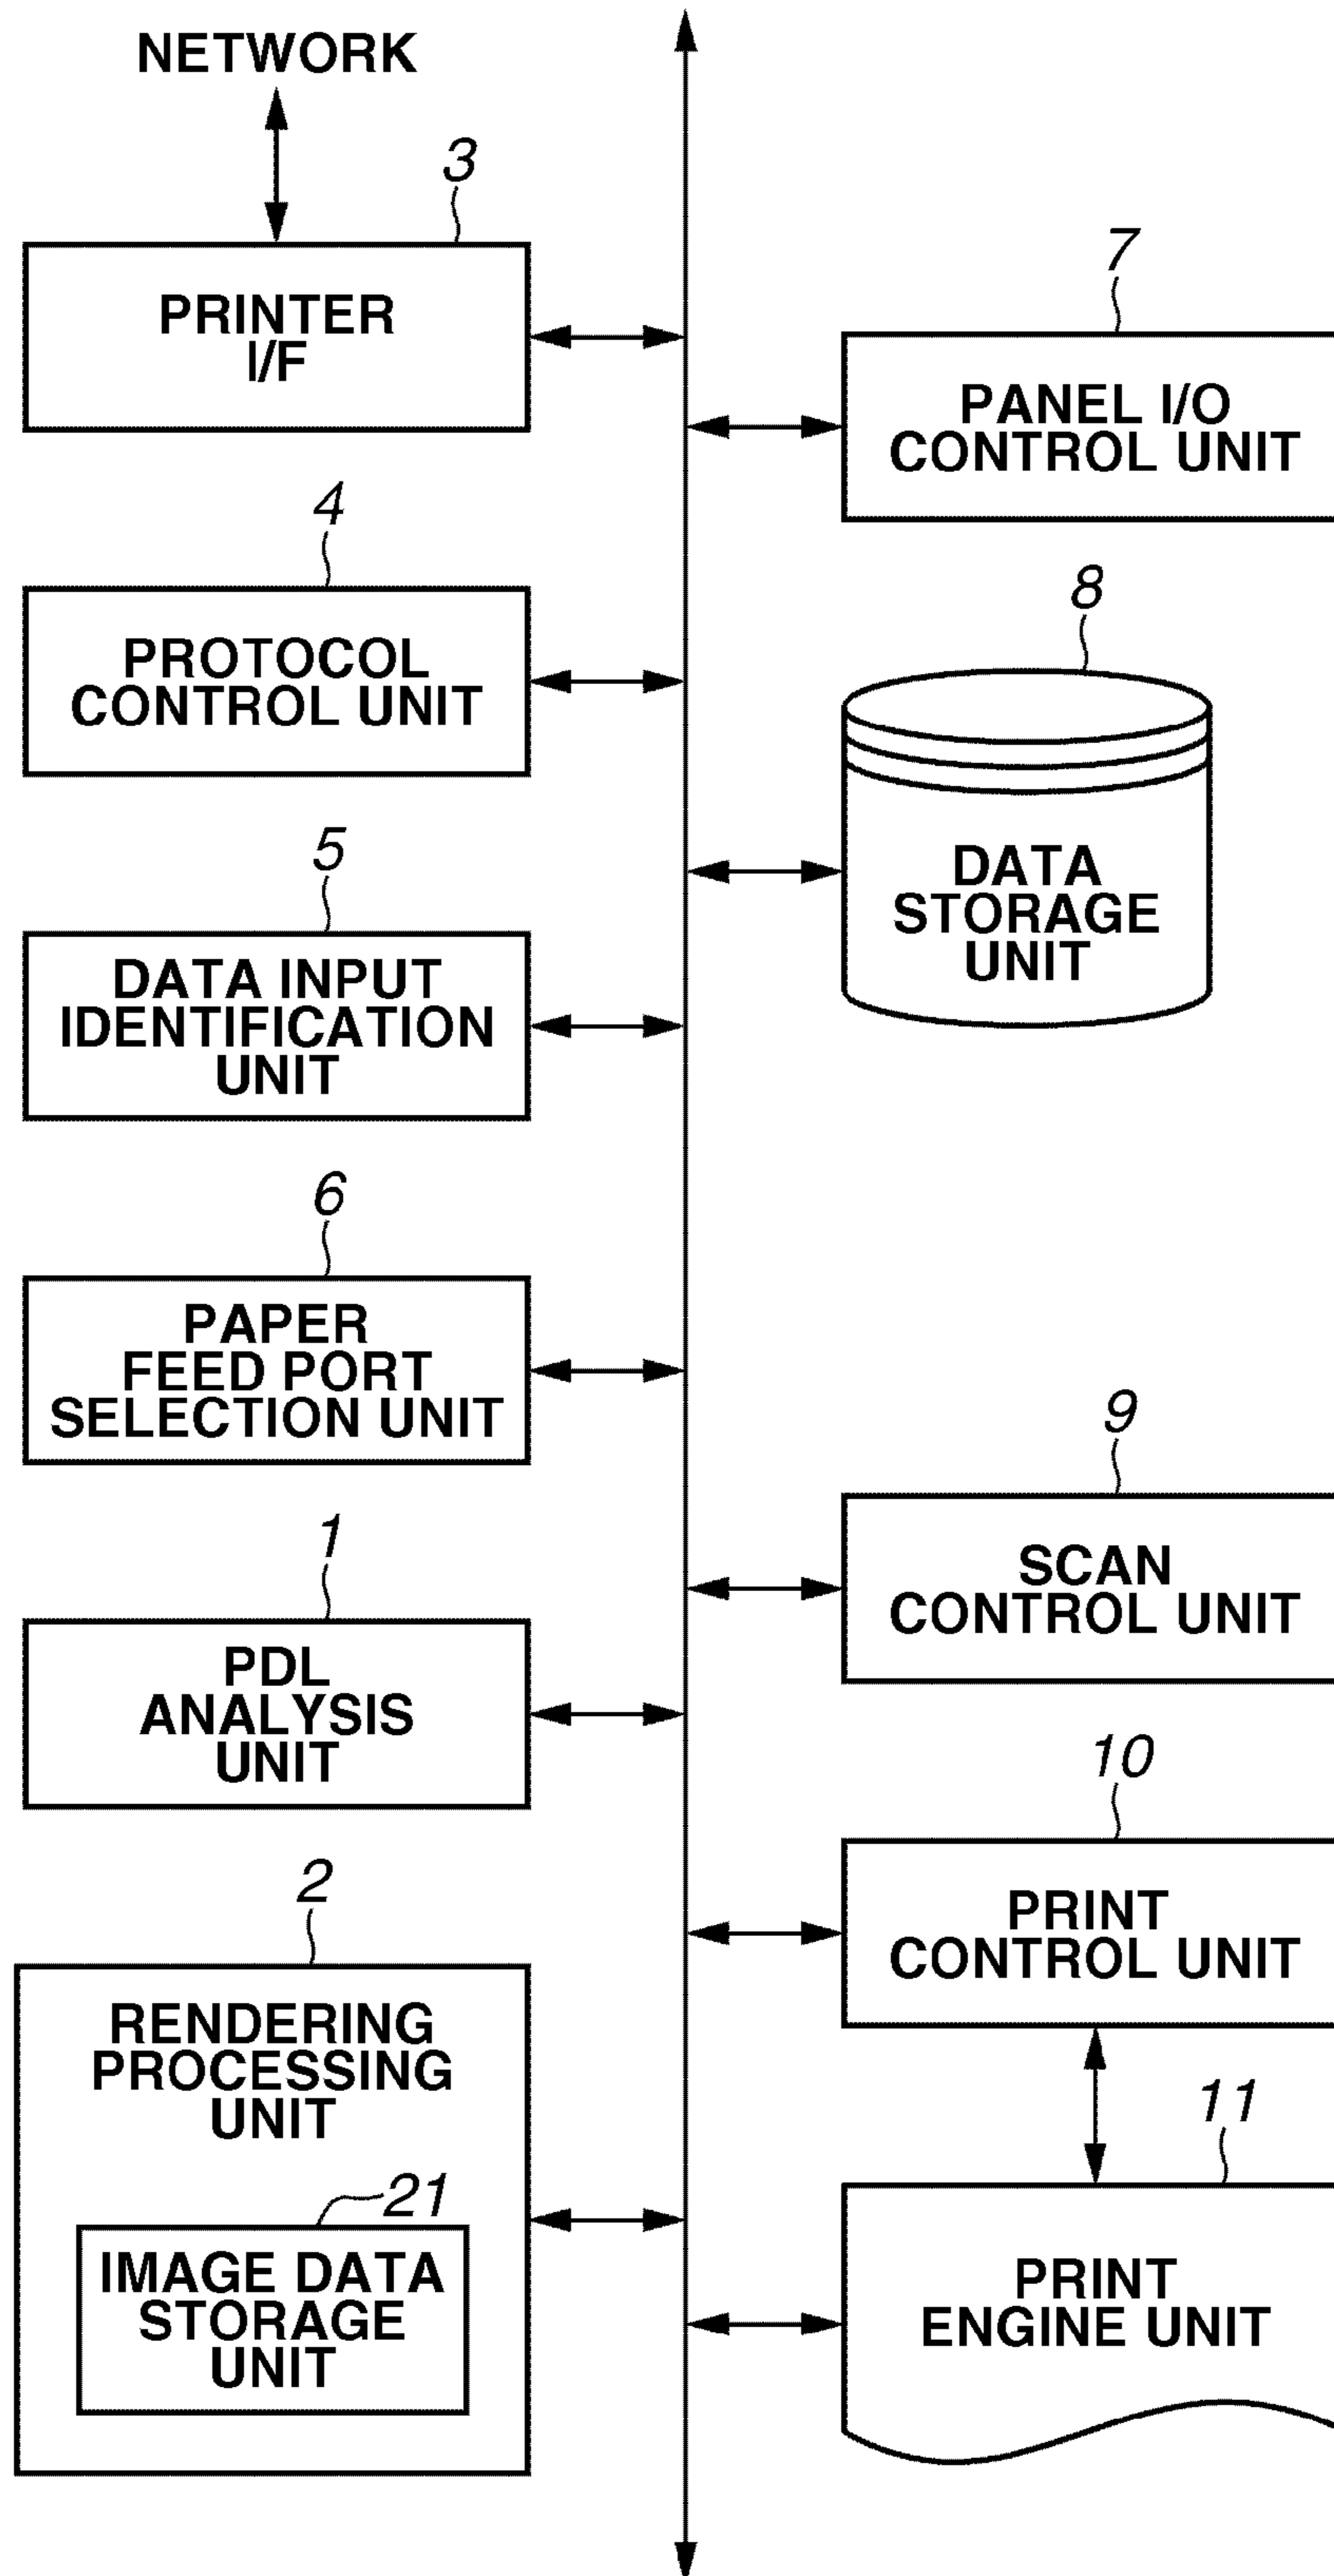 NETWORK
3
PRINTER
I/F
4
PROTOCOL
CONTROL UNIT
5
DATA INPUT
IDENTIFICATION
UNIT
6
PAPER
FEED PORT
SELECTION UNIT
1
PDL
ANALYSIS
UNIT
2
RENDERING
PROCESSING
UNIT
21
IMAGE DATA
STORAGE
UNIT
7
PANEL I/O
CONTROL UNIT
8
DATA
STORAGE
UNIT
9
SCAN
CONTROL UNIT
10
PRINT
CONTROL UNIT
11
PRINT
ENGINE UNIT